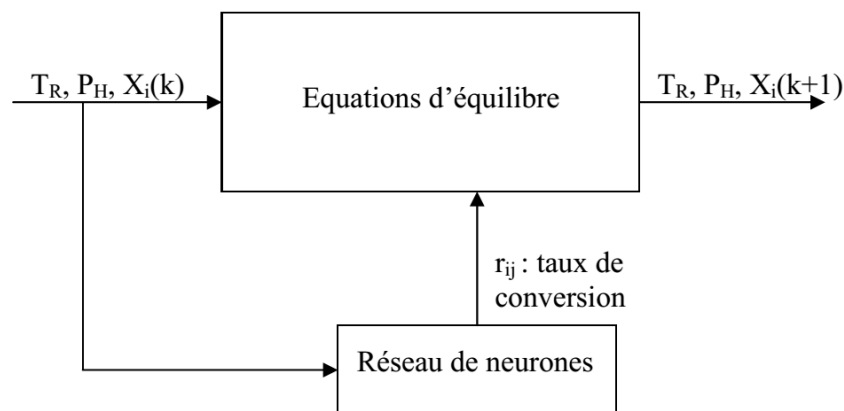 T_R, P_H, X_i(k)
Equations d’équilibre
T_R, P_H, X_i(k+1)
r_ij : taux de
conversion
Réseau de neurones